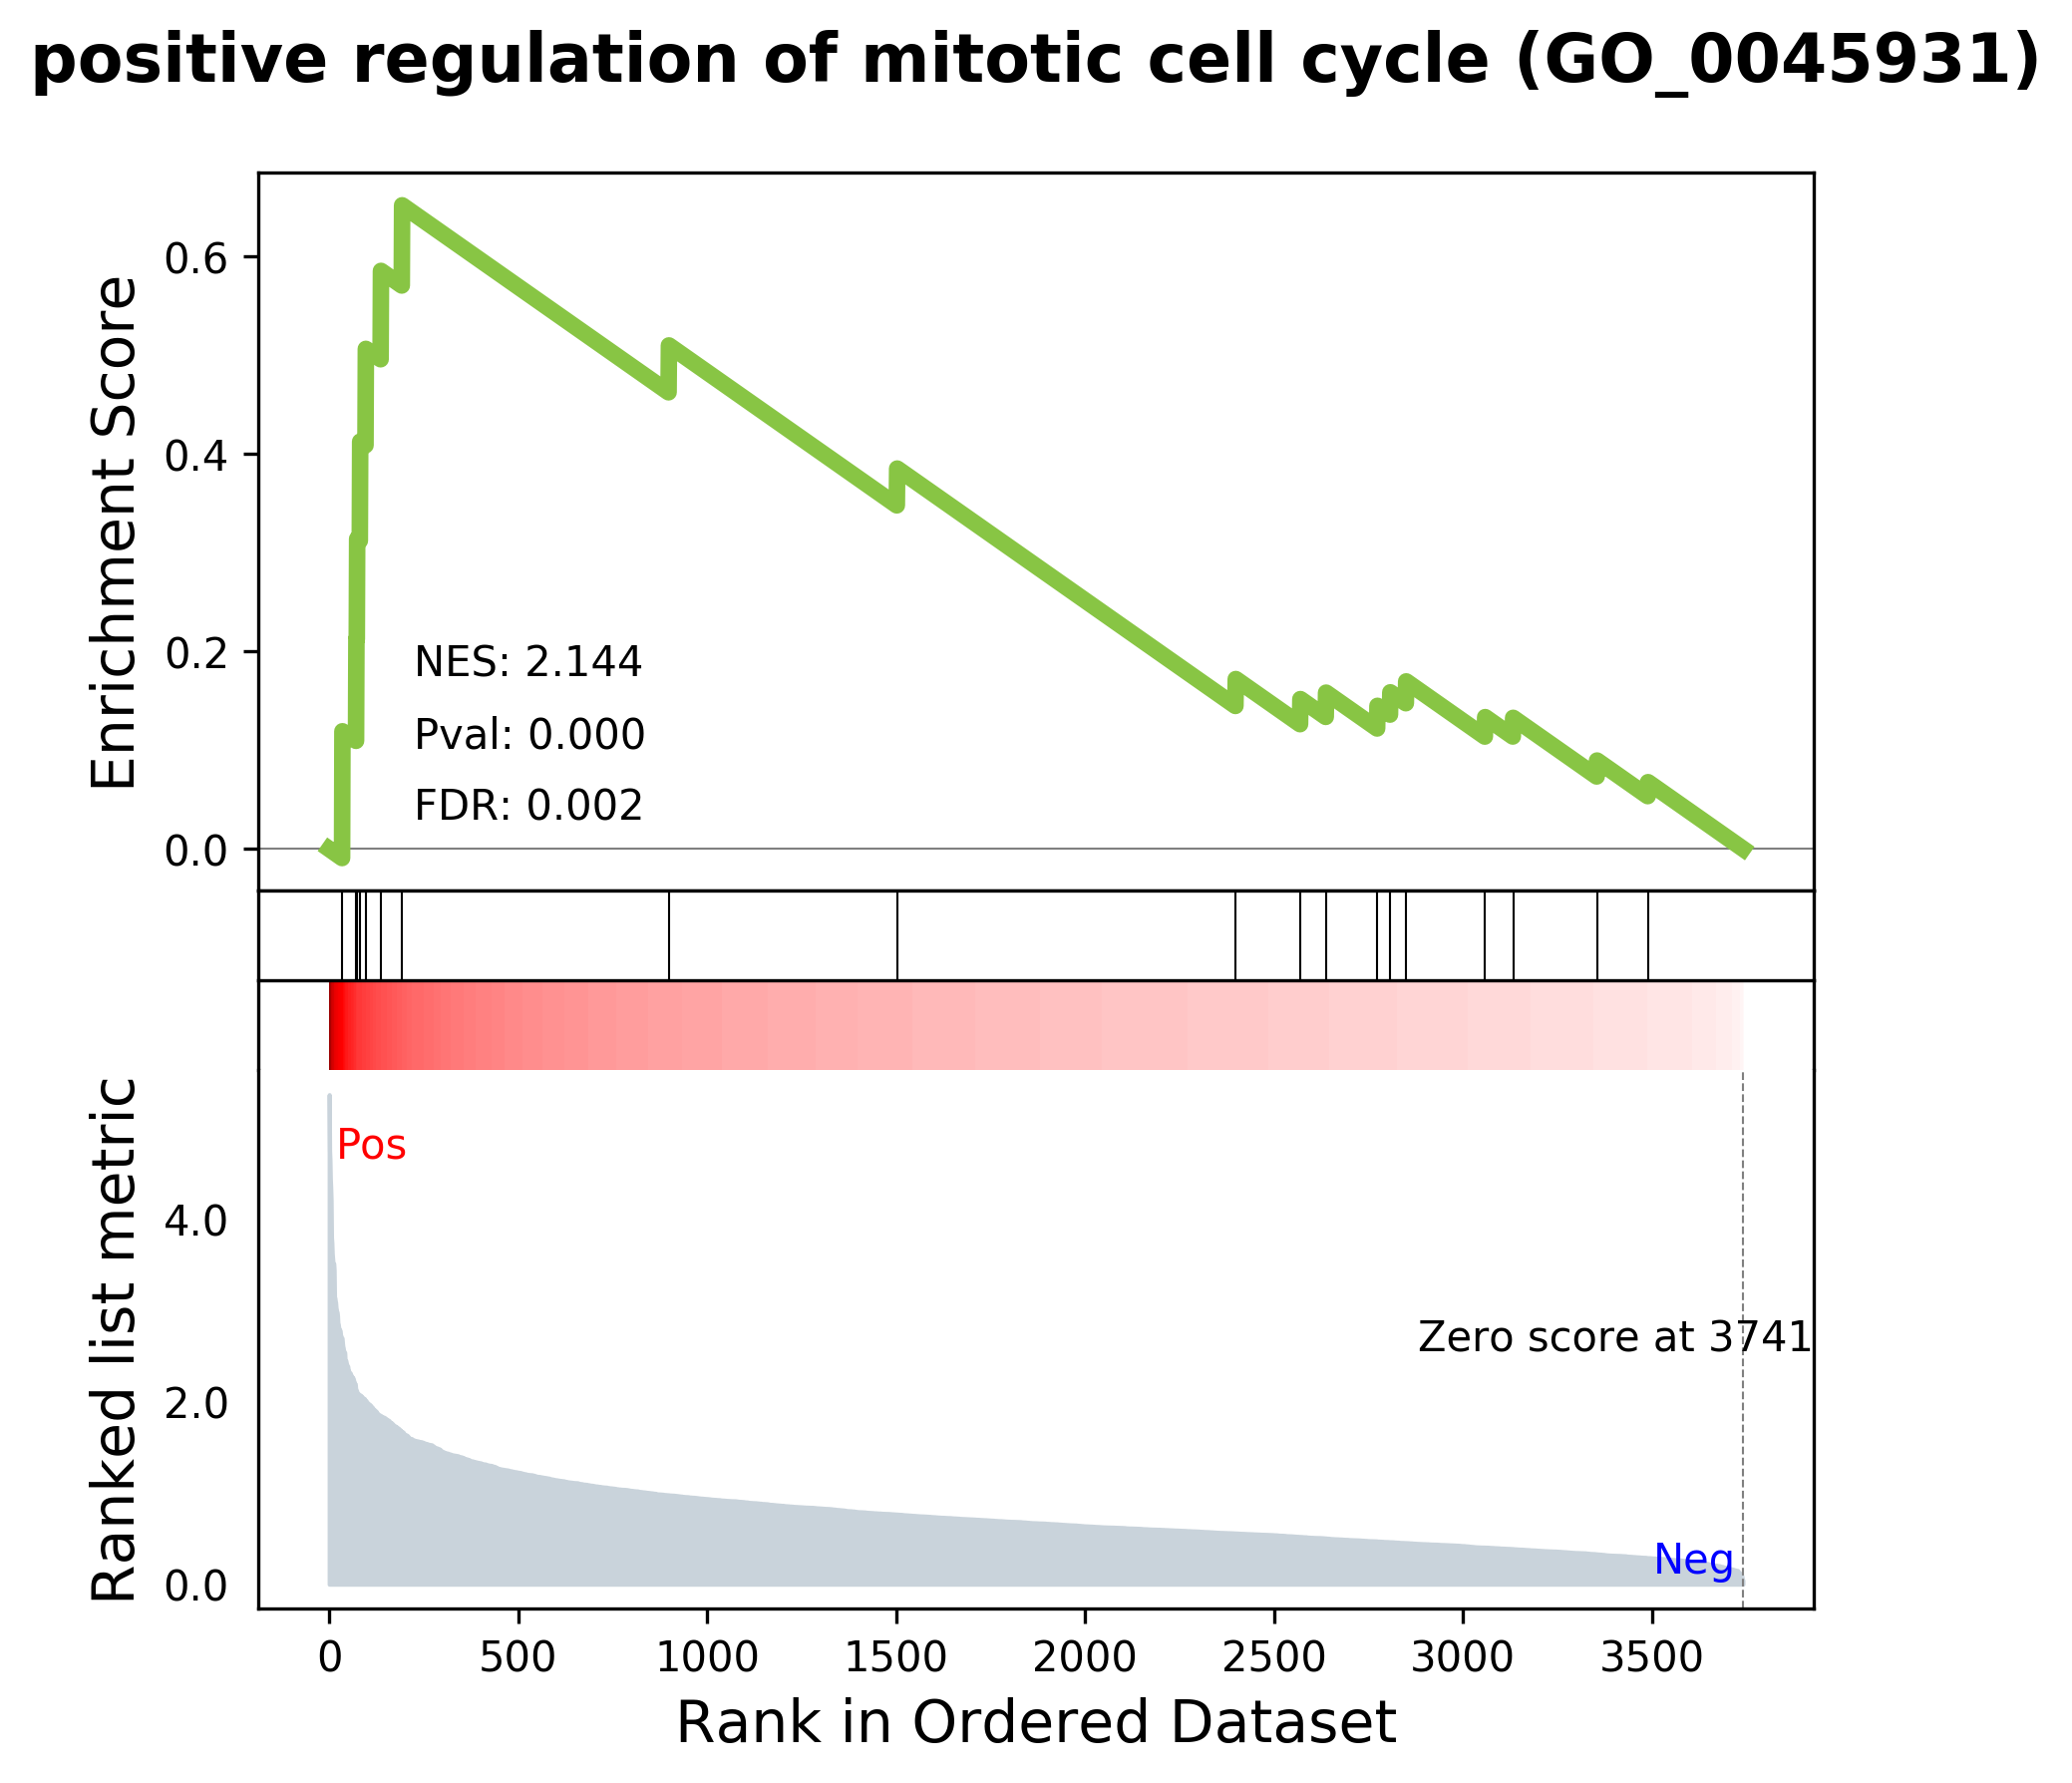 positive regulation of mitotic cell cycle (GO_0045931)
Enrichment Score
0.6
0.4
0.2
0.0
NES: 2.144
Pval: 0.000
FDR: 0.002
Ranked list metric
4.0
2.0
0.0
Pos
Zero score at 3741
Neg
0 500 1000 1500 2000 2500 3000 3500
Rank in Ordered Dataset